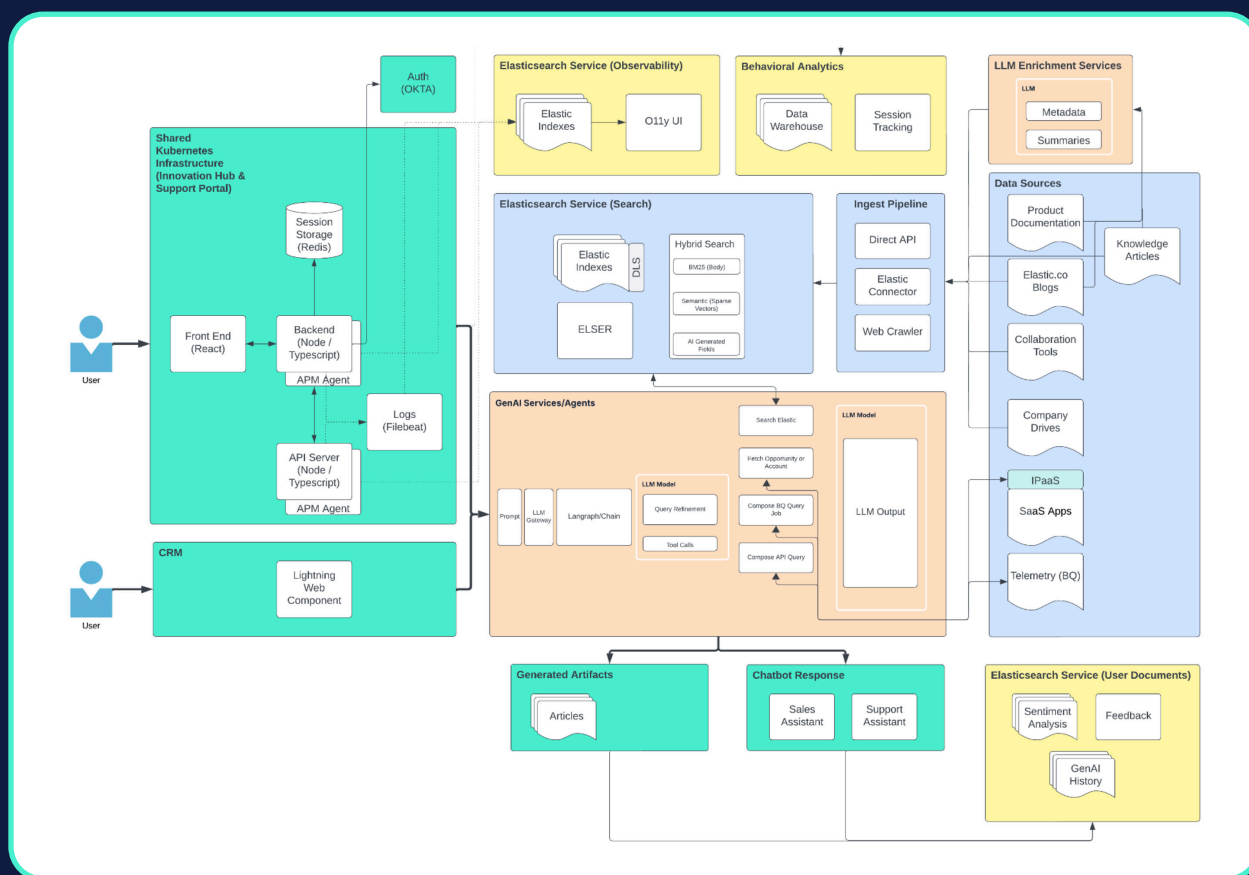 Auth
(OKTA)
Shared
Kubernetes
Infrastructure
(Innovation Hub &
Support Portal)
Session
Storage
(Redis)
User
Front End
(React)
Backend
(Node /
Typescript)
APM Agent
Logs
(Filebeat)
API Server
(Node /
Typescript)
APM Agent
CRM
User
Lightning
Web
Component
Elasticsearch Service (Observability)
Elastic
Indexes
O11y UI
Behavioral Analytics
Data
Warehouse
Session
Tracking
LLM Enrichment Services
LLM
Metadata
Summaries
Elasticsearch Service (Search)
Elastic
Indexes
DLS
ELSER
Hybrid Search
BM25 (Body)
Semantic (Sparse
Vectors)
AI Generated
Fields
Ingest Pipeline
Direct API
Elastic
Connector
Web Crawler
Data Sources
Product
Documentation
Knowledge
Articles
Elastic.co
Blogs
Collaboration
Tools
Company
Drives
IPaaS
SaaS Apps
Telemetry (BQ)
GenAI Services/Agents
Prompt
LLM
Gateway
Langraph/Chain
LLM Model
Query Refinement
Tool Calls
Search Elastic
Fetch Opportunity or
Account
Compose BQ Query
Job
Compose API Query
LLM Model
LLM Output
Generated Artifacts
Articles
Chatbot Response
Sales
Assistant
Support
Assistant
Elasticsearch Service (User Documents)
Sentiment
Analysis
Feedback
GenAI
History